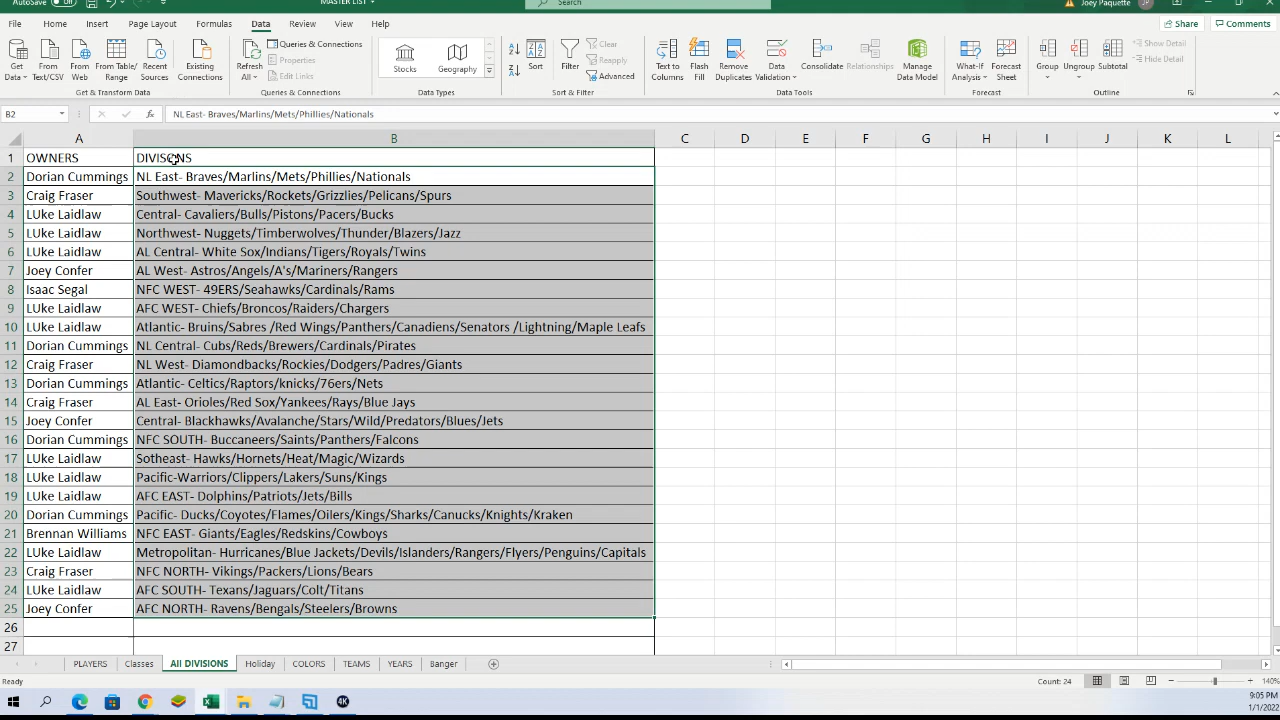 AutoSave Off MASTER LIST Search Joey Paquette JP
File Home Insert Page Layout Formulas Data Review View Help Share Comments
Get Data From Text/CSV From Web From Table/Range Recent Sources Existing Connections
Refresh All Queries & Connections Properties Edit Links
Stocks Geography
Sort Filter Clear Reapply Advanced
Text to Columns Flash Fill Remove Duplicates Data Validation Consolidate Relationships Manage Data Model
What-If Analysis Forecast Sheet Group Ungroup Subtotal Show Detail Hide Detail
Get & Transform Data Queries & Connections Data Types Sort & Filter Data Tools Forecast Outline
B2 fx NL East- Braves/Marlins/Mets/Phillies/Nationals
A B C D E F G H I J K L
1 OWNERS DIVISONS
2 Dorian Cummings NL East- Braves/Marlins/Mets/Phillies/Nationals
3 Craig Fraser Southwest- Mavericks/Rockets/Grizzlies/Pelicans/Spurs
4 LUke Laidlaw Central- Cavaliers/Bulls/Pistons/Pacers/Bucks
5 LUke Laidlaw Northwest- Nuggets/Timberwolves/Thunder/Blazers/Jazz
6 LUke Laidlaw AL Central- White Sox/Indians/Tigers/Royals/Twins
7 Joey Confer AL West- Astros/Angels/A's/Mariners/Rangers
8 Isaac Segal NFC WEST- 49ERS/Seahawks/Cardinals/Rams
9 LUke Laidlaw AFC WEST- Chiefs/Broncos/Raiders/Chargers
10 LUke Laidlaw Atlantic- Bruins/Sabres /Red Wings/Panthers/Canadiens/Senators /Lightning/Maple Leafs
11 Dorian Cummings NL Central- Cubs/Reds/Brewers/Cardinals/Pirates
12 Craig Fraser NL West- Diamondbacks/Rockies/Dodgers/Padres/Giants
13 Dorian Cummings Atlantic- Celtics/Raptors/knicks/76ers/Nets
14 Craig Fraser AL East- Orioles/Red Sox/Yankees/Rays/Blue Jays
15 Joey Confer Central- Blackhawks/Avalanche/Stars/Wild/Predators/Blues/Jets
16 Dorian Cummings NFC SOUTH- Buccaneers/Saints/Panthers/Falcons
17 LUke Laidlaw Sotheast- Hawks/Hornets/Heat/Magic/Wizards
18 LUke Laidlaw Pacific-Warriors/Clippers/Lakers/Suns/Kings
19 LUke Laidlaw AFC EAST- Dolphins/Patriots/Jets/Bills
20 Dorian Cummings Pacific- Ducks/Coyotes/Flames/Oilers/Kings/Sharks/Canucks/Knights/Kraken
21 Brennan Williams NFC EAST- Giants/Eagles/Redskins/Cowboys
22 LUke Laidlaw Metropolitan- Hurricanes/Blue Jackets/Devils/Islanders/Rangers/Flyers/Penguins/Capitals
23 Craig Fraser NFC NORTH- Vikings/Packers/Lions/Bears
24 LUke Laidlaw AFC SOUTH- Texans/Jaguars/Colt/Titans
25 Joey Confer AFC NORTH- Ravens/Bengals/Steelers/Browns
26
27
PLAYERS Classes All DIVISIONS Holiday COLORS TEAMS YEARS Banger
Ready Count: 24 140%
4K 9:05 PM
1/1/2022